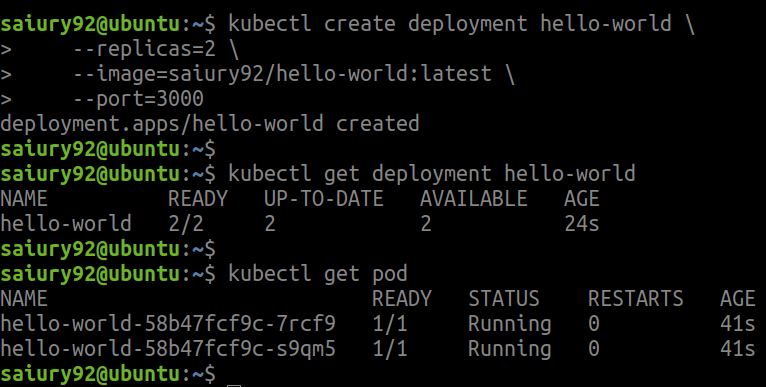 saiury92@ubuntu:~$ kubectl create deployment hello-world \
>     --replicas=2 \
>     --image=saiury92/hello-world:latest \
>     --port=3000
deployment.apps/hello-world created
saiury92@ubuntu:~$
saiury92@ubuntu:~$ kubectl get deployment hello-world
NAME          READY   UP-TO-DATE   AVAILABLE   AGE
hello-world   2/2     2            2           24s
saiury92@ubuntu:~$
saiury92@ubuntu:~$ kubectl get pod
NAME                           READY   STATUS    RESTARTS   AGE
hello-world-58b47fcf9c-7rcf9   1/1     Running   0          41s
hello-world-58b47fcf9c-s9qm5   1/1     Running   0          41s
saiury92@ubuntu:~$